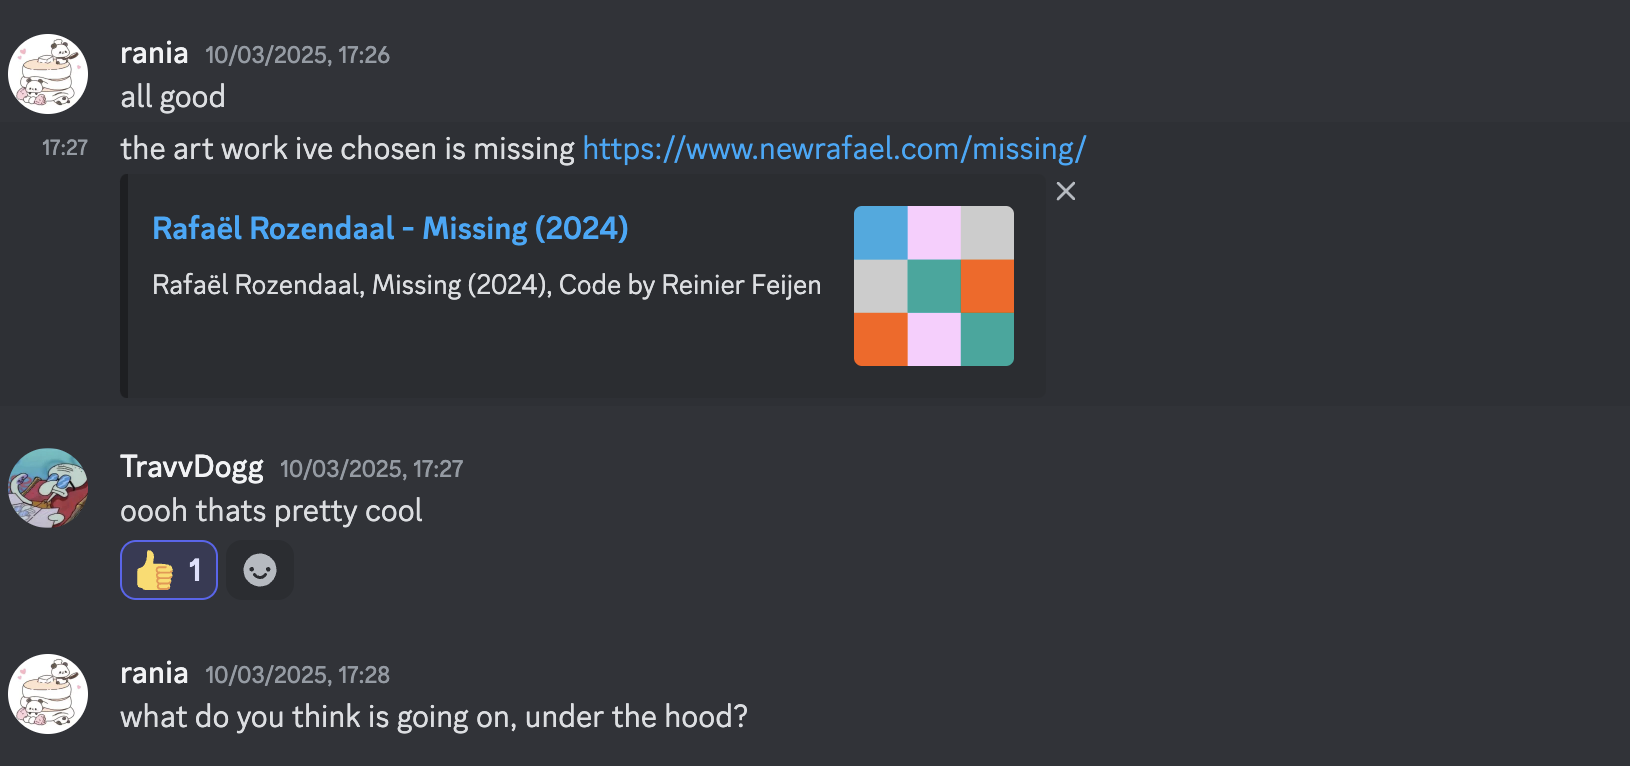 rania 10/03/2025, 17:26
all good
17:27 the art work ive chosen is missing https://www.newrafael.com/missing/
Rafaël Rozendaal - Missing (2024)
Rafaël Rozendaal, Missing (2024), Code by Reinier Feijen
TravvDogg 10/03/2025, 17:27
oooh thats pretty cool
👍 1
rania 10/03/2025, 17:28
what do you think is going on, under the hood?